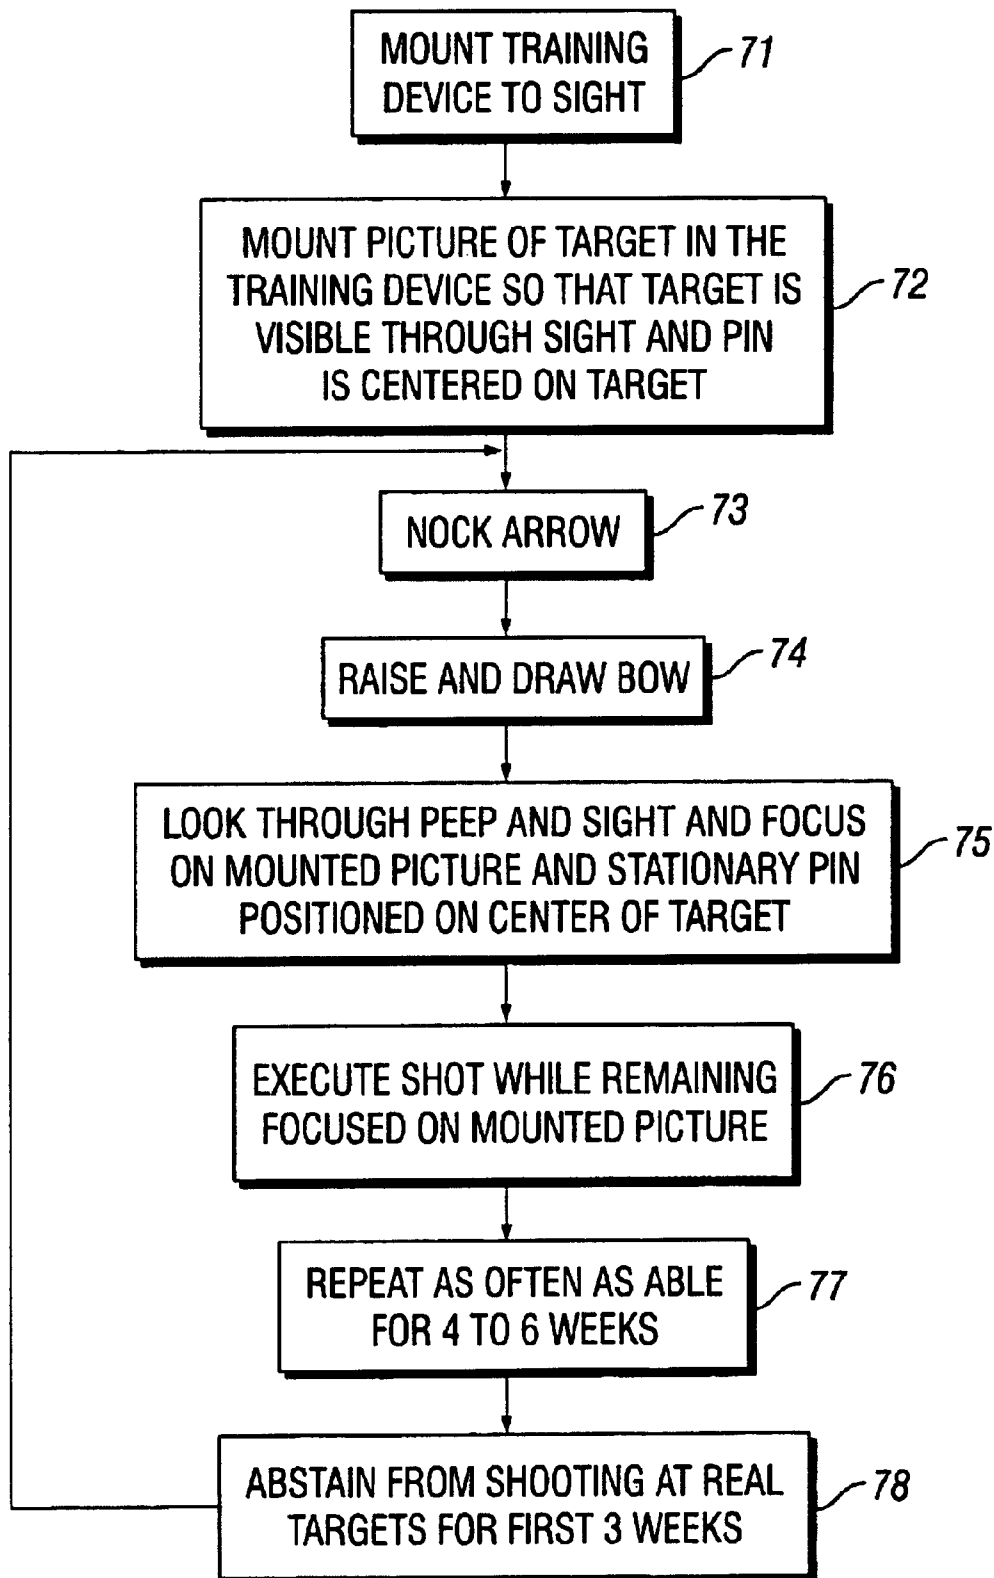 MOUNT TRAINING
DEVICE TO SIGHT
71
MOUNT PICTURE OF TARGET IN THE
TRAINING DEVICE SO THAT TARGET IS
VISIBLE THROUGH SIGHT AND PIN
IS CENTERED ON TARGET
72
NOCK ARROW
73
RAISE AND DRAW BOW
74
LOOK THROUGH PEEP AND SIGHT AND FOCUS
ON MOUNTED PICTURE AND STATIONARY PIN
POSITIONED ON CENTER OF TARGET
75
EXECUTE SHOT WHILE REMAINING
FOCUSED ON MOUNTED PICTURE
76
REPEAT AS OFTEN AS ABLE
FOR 4 TO 6 WEEKS
77
ABSTAIN FROM SHOOTING AT REAL
TARGETS FOR FIRST 3 WEEKS
78